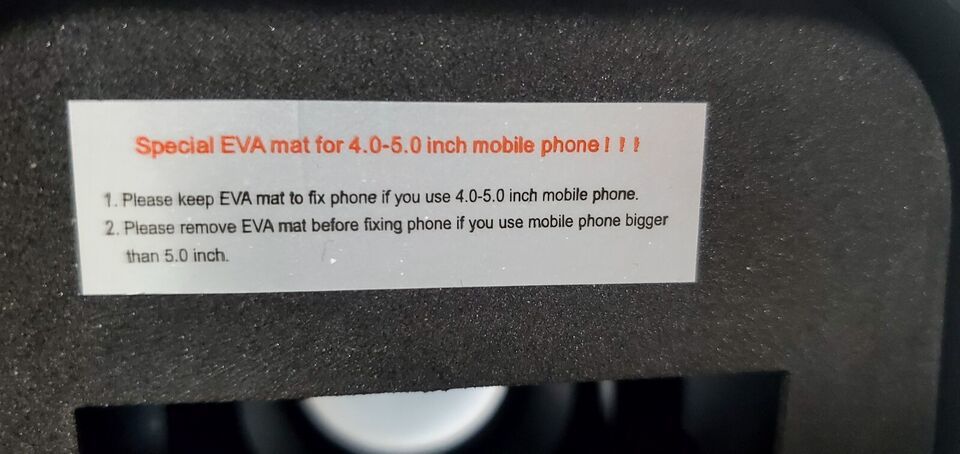 Special EVA mat for 4.0-5.0 inch mobile phone ! ! !
1. Please keep EVA mat to fix phone if you use 4.0-5.0 inch mobile phone.
2. Please remove EVA mat before fixing phone if you use mobile phone bigger
than 5.0 inch.